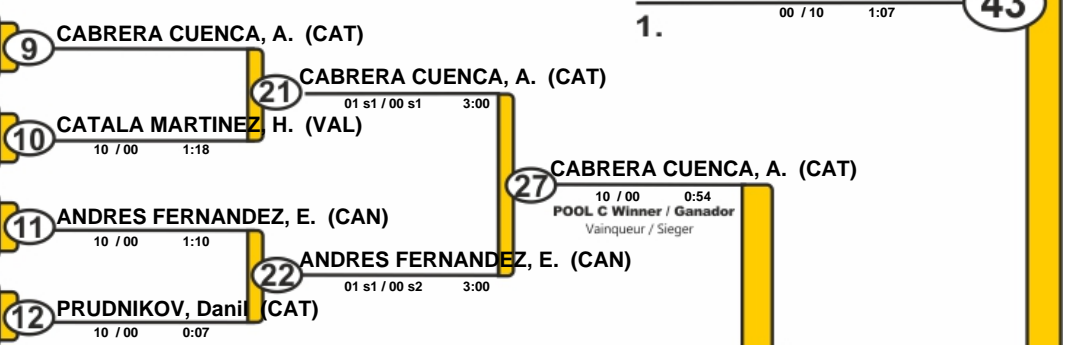 00 / 10 1:07
43
1.
9 CABRERA CUENCA, A. (CAT)
21 CABRERA CUENCA, A. (CAT)
01 s1 / 00 s1 3:00
10 CATALA MARTINEZ, H. (VAL)
10 / 00 1:18
27 CABRERA CUENCA, A. (CAT)
10 / 00 0:54
POOL C Winner / Ganador
Vainqueur / Sieger
11 ANDRES FERNANDEZ, E. (CAN)
10 / 00 1:10
22 ANDRES FERNANDEZ, E. (CAN)
01 s1 / 00 s2 3:00
12 PRUDNIKOV, Danil (CAT)
10 / 00 0:07